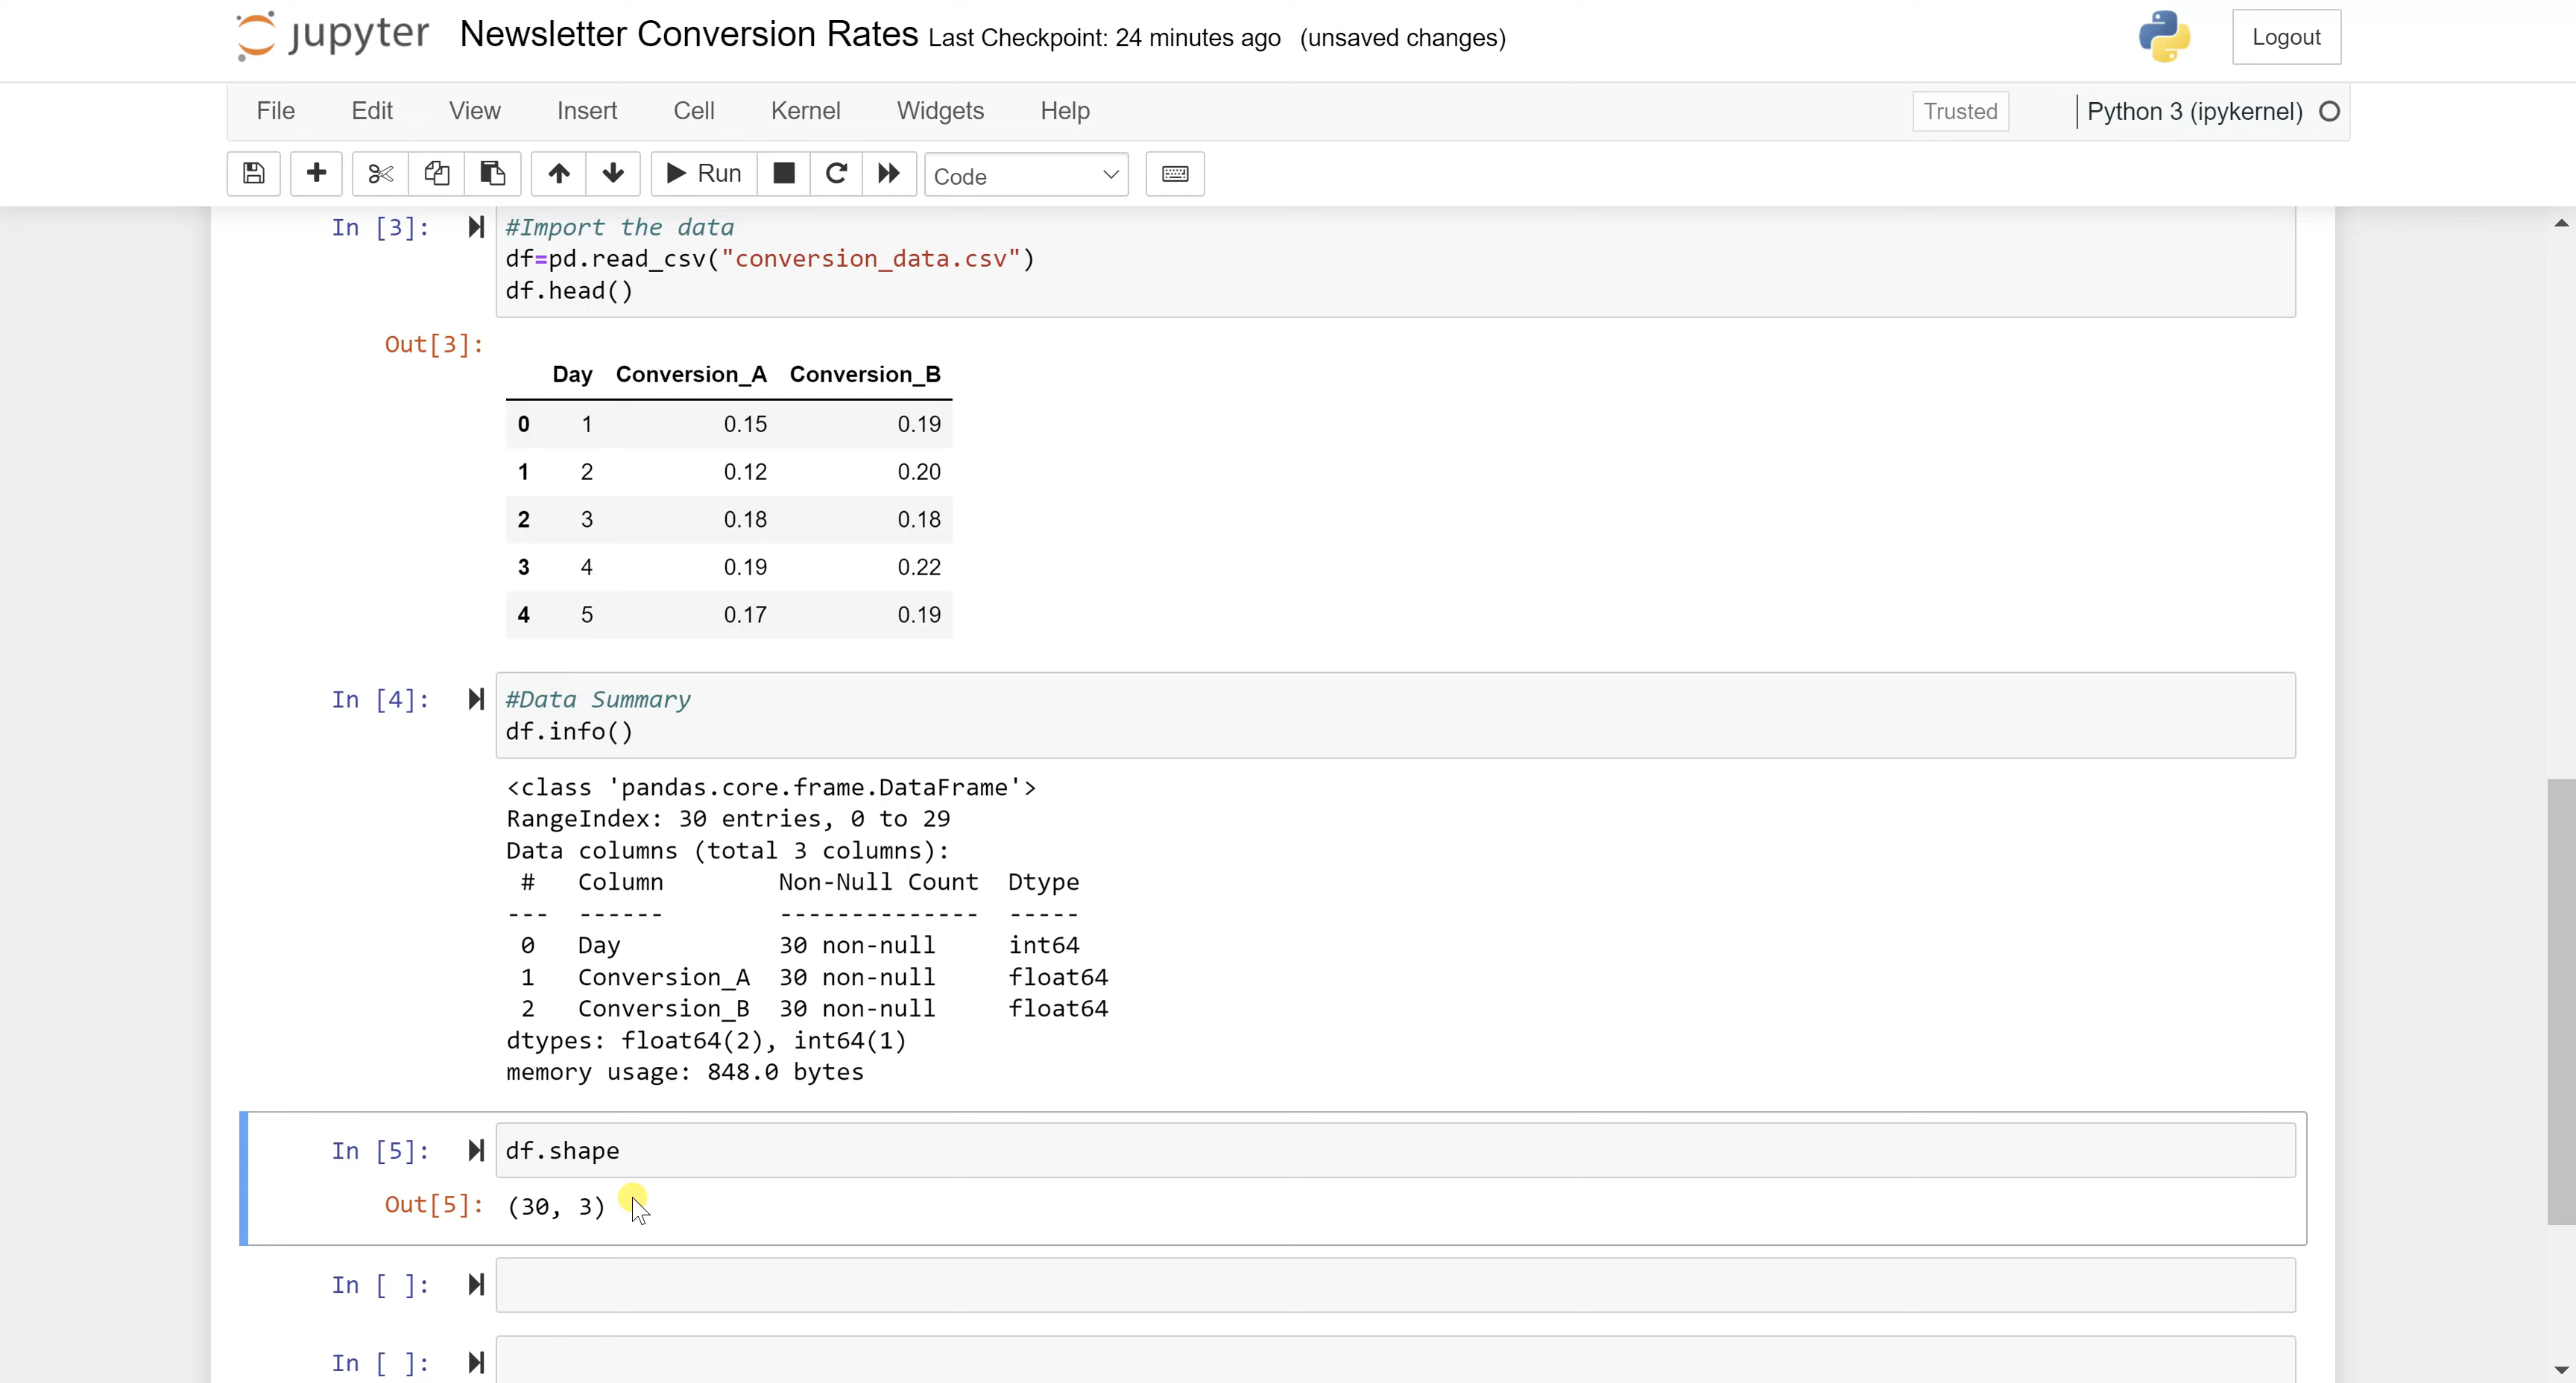 jupyter Newsletter Conversion Rates Last Checkpoint: 24 minutes ago (unsaved changes) Logout
File Edit View Insert Cell Kernel Widgets Help Trusted Python 3 (ipykernel)
Run Code
In [3]: #Import the data
df=pd.read_csv("conversion_data.csv")
df.head()
Out[3]:
Day Conversion_A Conversion_B
0 1 0.15 0.19
1 2 0.12 0.20
2 3 0.18 0.18
3 4 0.19 0.22
4 5 0.17 0.19
In [4]: #Data Summary
df.info()
<class 'pandas.core.frame.DataFrame'>
RangeIndex: 30 entries, 0 to 29
Data columns (total 3 columns):
# Column Non-Null Count Dtype
--- ------ -------------- -----
0 Day 30 non-null int64
1 Conversion_A 30 non-null float64
2 Conversion_B 30 non-null float64
dtypes: float64(2), int64(1)
memory usage: 848.0 bytes
In [5]: df.shape
Out[5]: (30, 3)
In [ ]:
In [ ]: